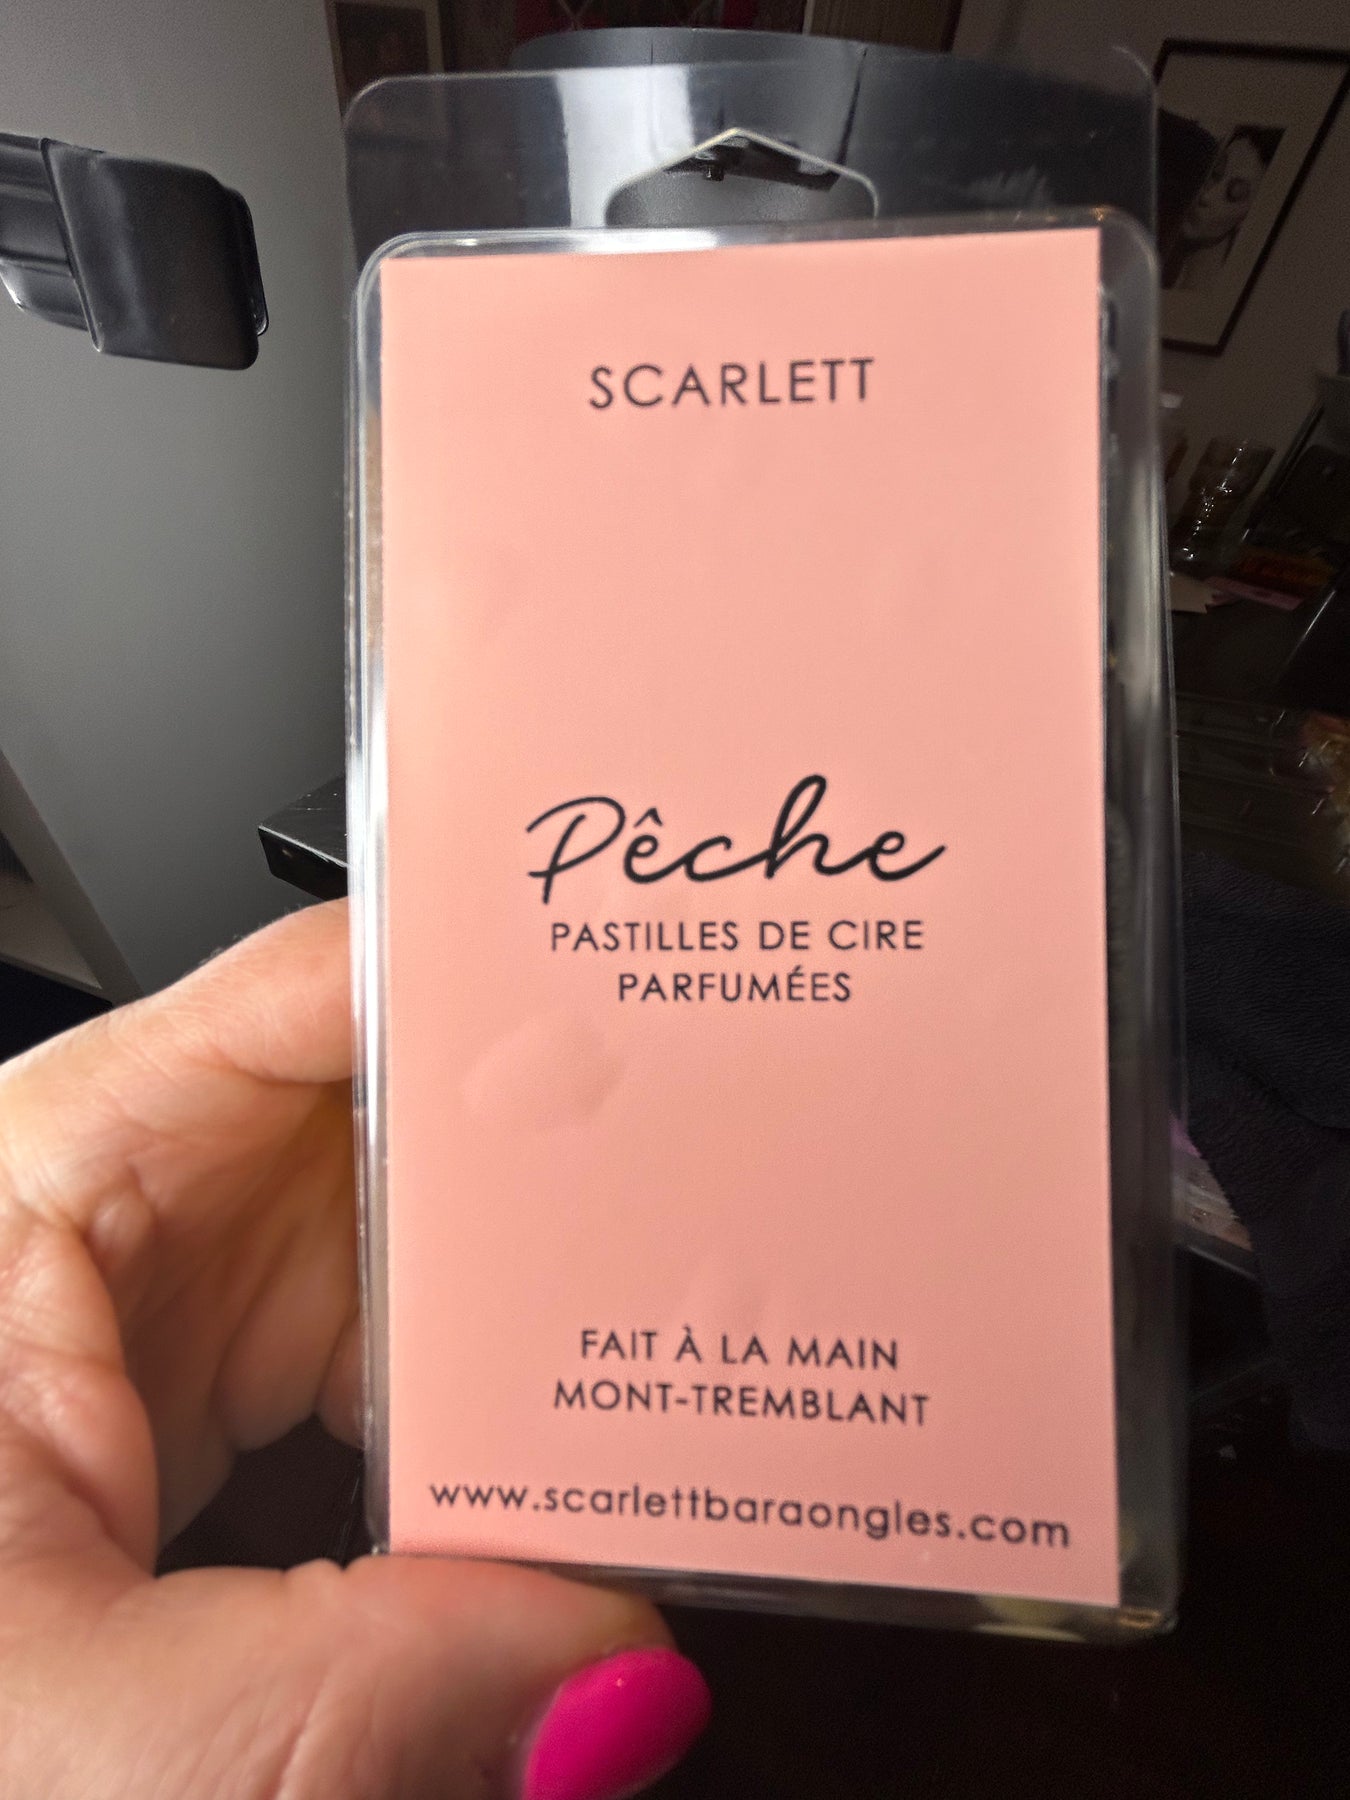 SCARLETT
Pêche
PASTILLES DE CIRE
PARFUMÉES
FAIT À LA MAIN
MONT-TREMBLANT
www.scarlettbaraongles.com